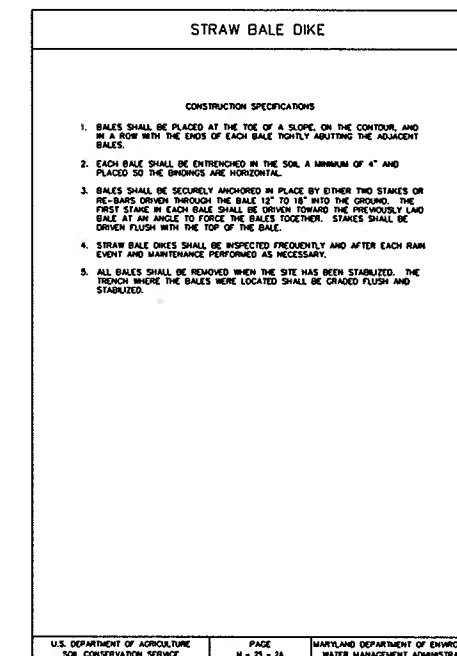 STRAW BALE DIKE
CONSTRUCTION SPECIFICATIONS
1. BALES SHALL BE PLACED AT THE TOE OF A SLOPE, ON THE CONTOUR, AND
IN A ROW WITH THE ENDS OF EACH BALE TIGHTLY ABUTTING THE ADJACENT
BALES.
2. EACH BALE SHALL BE ENTRENCHED IN THE SOIL A MINIMUM OF 4" AND
PLACED SO THE BINDINGS ARE HORIZONTAL.
3. BALES SHALL BE SECURELY ANCHORED IN PLACE BY EITHER TWO STAKES OR
RE-BARS DRIVEN THROUGH THE BALE 12" TO 18" INTO THE GROUND. THE
FIRST STAKE IN EACH BALE SHALL BE DRIVEN TOWARD THE PREVIOUSLY LAID
BALE AT AN ANGLE TO FORCE THE BALES TOGETHER. STAKES SHALL BE
DRIVEN FLUSH WITH THE TOP OF THE BALE.
4. STRAW BALE DIKES SHALL BE INSPECTED FREQUENTLY AND AFTER EACH RAIN
EVENT AND MAINTENANCE PERFORMED AS NECESSARY.
5. ALL BALES SHALL BE REMOVED WHEN THE SITE HAS BEEN STABILIZED. THE
TRENCH WHERE THE BALES WERE LOCATED SHALL BE GRADED FLUSH AND
STABILIZED.
U.S. DEPARTMENT OF AGRICULTURE
SOIL CONSERVATION SERVICE
PAGE
H - 25 - 2A
MARYLAND DEPARTMENT OF ENVIRO
WATER MANAGEMENT ADMINISTRA